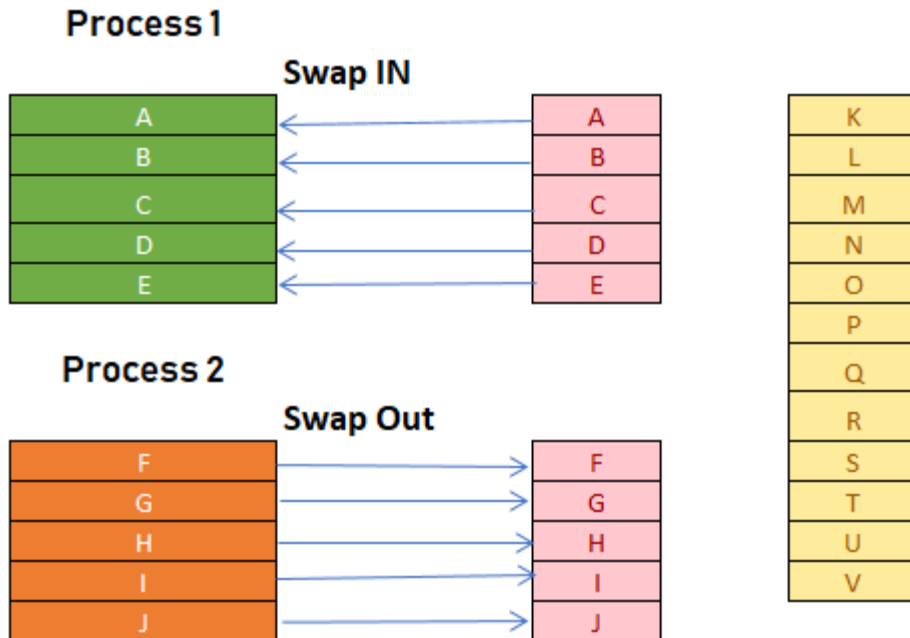 Process 1
Swap IN
A A K
B B L
C C M
D D N
E E O
P
Process 2
Q
Swap Out
R
F F S
G G T
H H U
I I V
J J